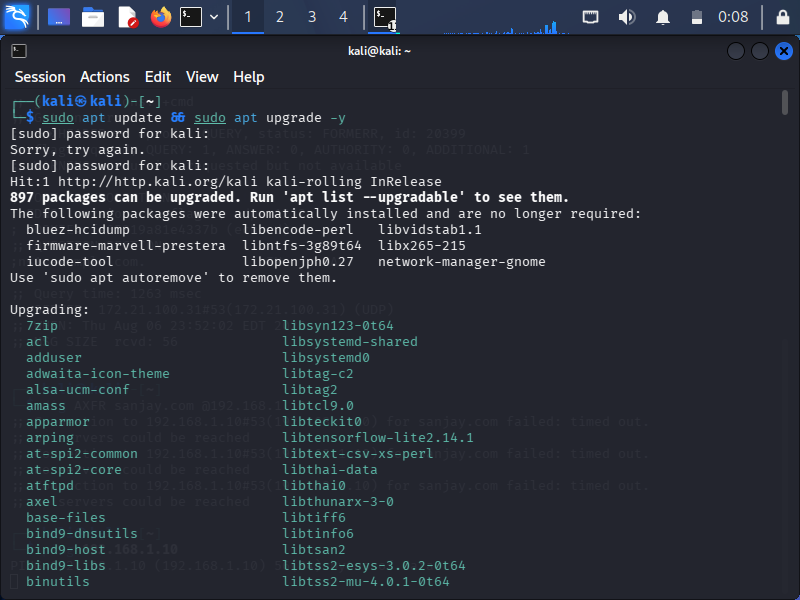 1 2 3 4 0:08
kali@kali: ~
Session Actions Edit View Help
┌──(kali㉿kali)-[~]
└─$ sudo apt update && sudo apt upgrade -y
[sudo] password for kali:
Sorry, try again.
[sudo] password for kali:
Hit:1 http://http.kali.org/kali kali-rolling InRelease
897 packages can be upgraded. Run 'apt list --upgradable' to see them.
The following packages were automatically installed and are no longer required:
bluez-hcidump libencode-perl libvidstab1.1
firmware-marvell-prestera libntfs-3g89t64 libx265-215
iucode-tool libopenjph0.27 network-manager-gnome
Use 'sudo apt autoremove' to remove them.
Upgrading:
7zip libsyn123-0t64
acl libsystemd-shared
adduser libsystemd0
adwaita-icon-theme libtag-c2
alsa-ucm-conf libtag2
amass libtcl9.0
apparmor libteckit0
arping libtensorflow-lite2.14.1
at-spi2-common libtext-csv-xs-perl
at-spi2-core libthai-data
atftpd libthai0
axel libthunarx-3-0
base-files libtiff6
bind9-dnsutils libtinfo6
bind9-host libtsan2
bind9-libs libtss2-esys-3.0.2-0t64
binutils libtss2-mu-4.0.1-0t64